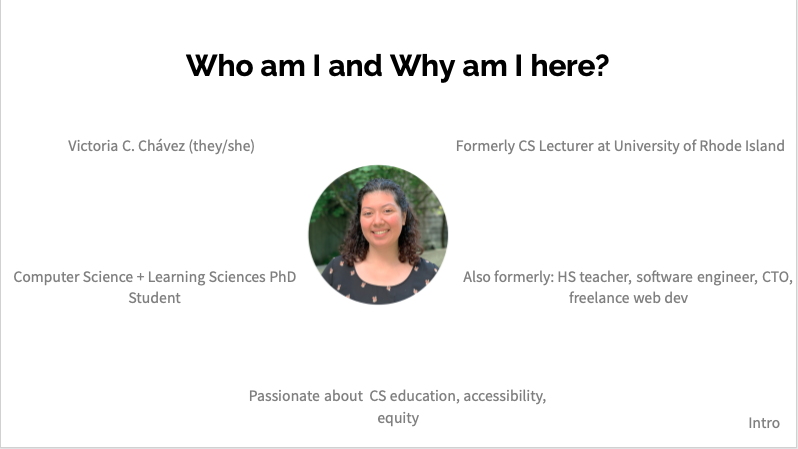 Who am I and Why am I here?
Victoria C. Chávez (they/she)
Formerly CS Lecturer at University of Rhode Island
Computer Science + Learning Sciences PhD
Student
Also formerly: HS teacher, software engineer, CTO,
freelance web dev
Passionate about CS education, accessibility,
equity
Intro